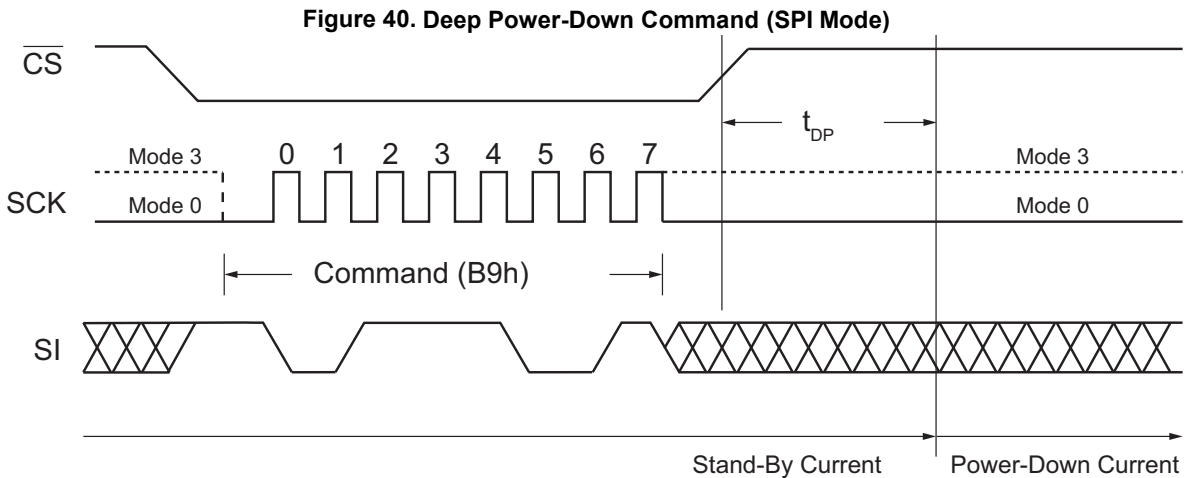 Figure 40. Deep Power-Down Command (SPI Mode)
CS
t_DP
Mode 3 0 1 2 3 4 5 6 7 Mode 3
SCK
Mode 0 Mode 0
Command (B9h)
SI
Stand-By Current Power-Down Current